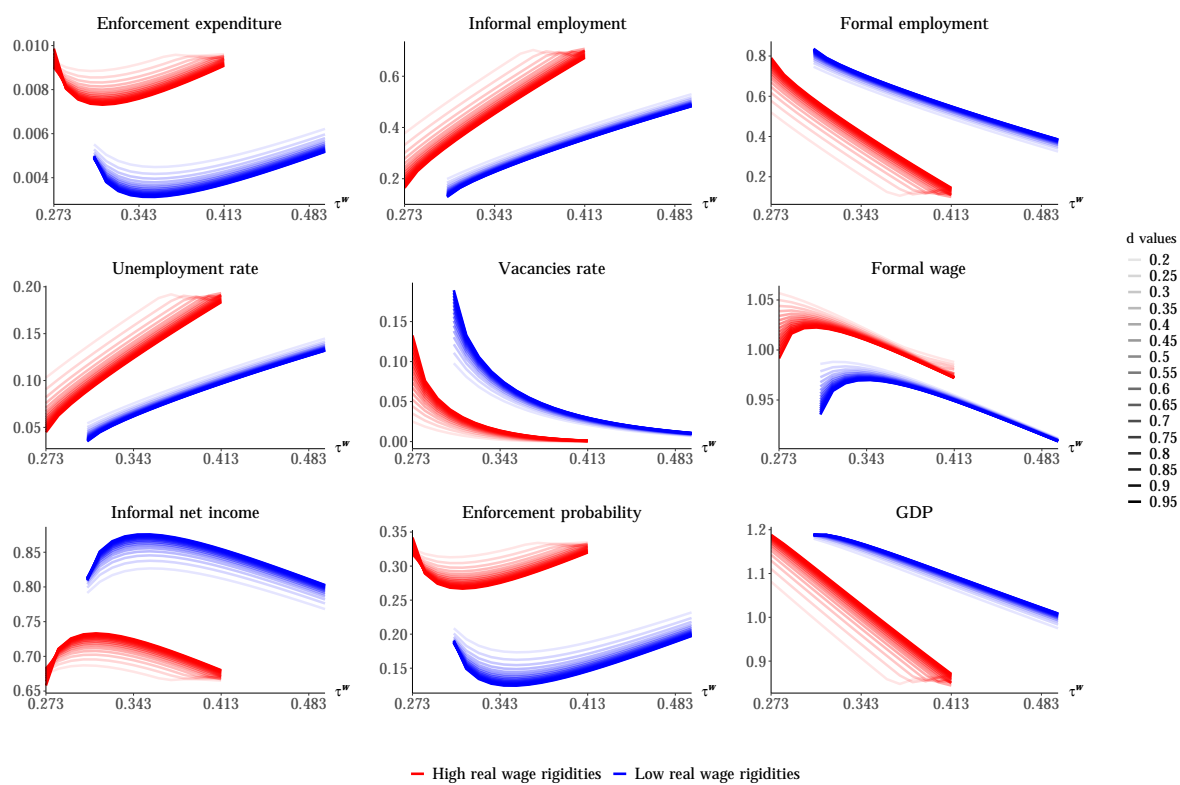 Enforcement expenditure
0.010
0.008
0.006
0.004
0.273 0.343 0.413 0.483 τʷ
Informal employment
0.6
0.4
0.2
0.273 0.343 0.413 τʷ
Formal employment
0.8
0.6
0.4
0.2
0.273 0.343 0.413 0.483 τʷ
Unemployment rate
0.20
0.15
0.10
0.05
0.273 0.343 0.413 0.483 τʷ
Vacancies rate
0.15
0.10
0.05
0.00
0.273 0.343 0.413 0.483 τʷ
Formal wage
1.05
1.00
0.95
0.273 0.343 0.413 0.483 τʷ
Informal net income
0.85
0.80
0.75
0.70
0.65
0.273 0.343 0.413 0.483 τʷ
Enforcement probability
0.35
0.30
0.25
0.20
0.15
0.273 0.343 0.413 0.483 τʷ
GDP
1.2
1.1
1.0
0.9
0.273 0.343 0.413 0.483 τʷ
d values
0.2
0.25
0.3
0.35
0.4
0.45
0.5
0.55
0.6
0.65
0.7
0.75
0.8
0.85
0.9
0.95
High real wage rigidities Low real wage rigidities